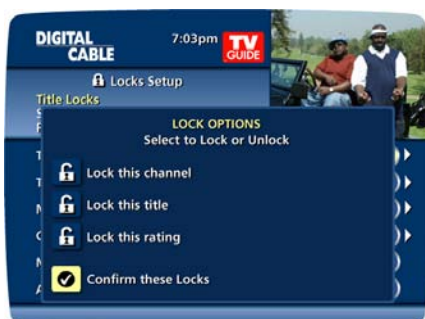 DIGITAL
CABLE
7:03pm
TV
GUIDE
Locks Setup
Title Locks
LOCK OPTIONS
Select to Lock or Unlock
Lock this channel
Lock this title
Lock this rating
Confirm these Locks